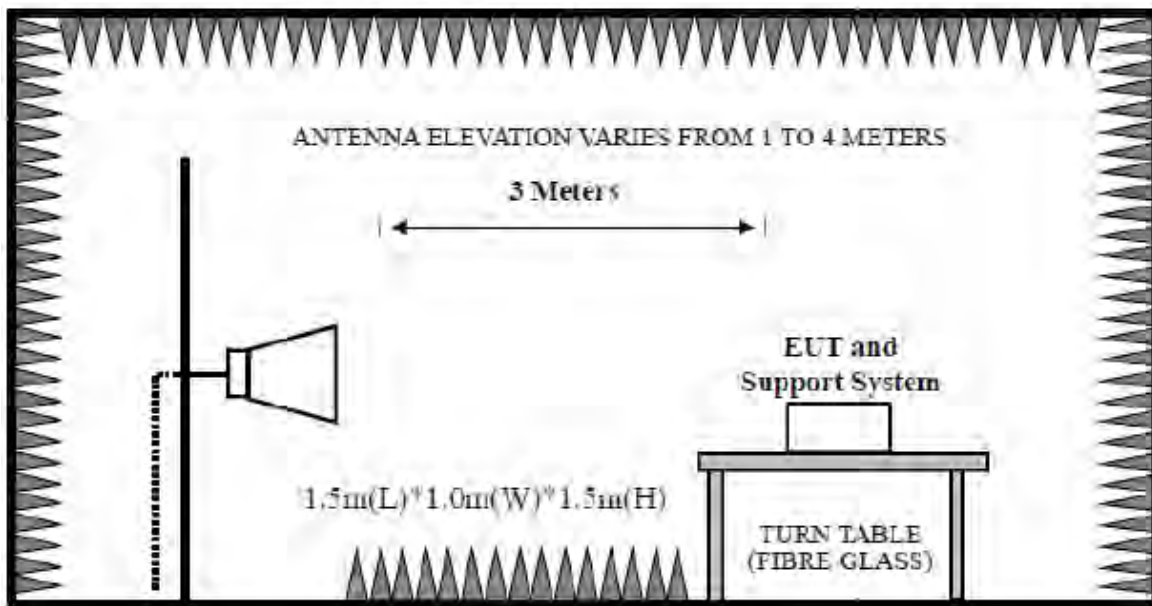 ANTENNA ELEVATION VARIES FROM 1 TO 4 METERS
3 Meters
EUT and
Support System
1.5m(L)*1.0m(W)*1.5m(H)
TURN TABLE
(FIBRE GLASS)